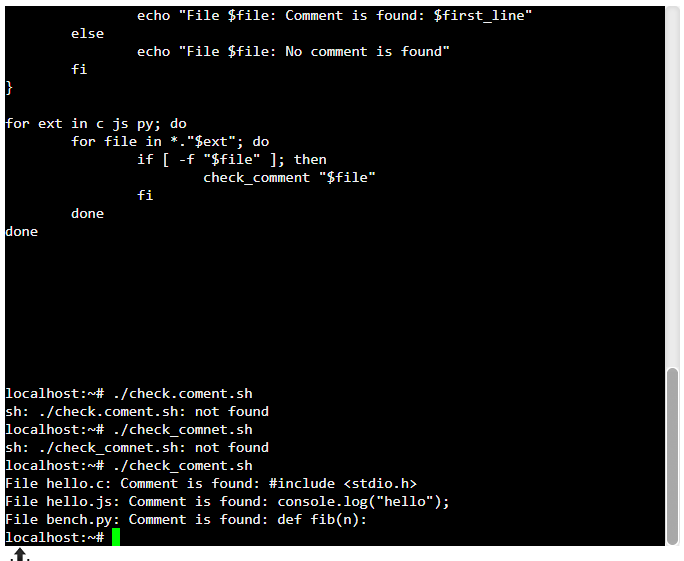 echo "File $file: Comment is found: $first_line"
else
echo "File $file: No comment is found"
fi
}
for ext in c js py; do
for file in *."$ext"; do
if [ -f "$file" ]; then
check_comment "$file"
fi
done
done
localhost:~# ./check.coment.sh
sh: ./check.coment.sh: not found
localhost:~# ./check_comnet.sh
sh: ./check_comnet.sh: not found
localhost:~# ./check_coment.sh
File hello.c: Comment is found: #include <stdio.h>
File hello.js: Comment is found: console.log("hello");
File bench.py: Comment is found: def fib(n):
localhost:~#